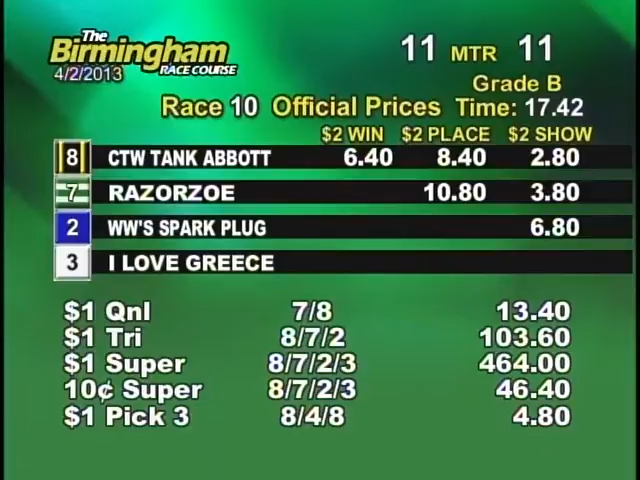 The
Birmingham
RACE COURSE
4/2/2013
11 MTR 11
Grade B
Race 10 Official Prices Time: 17.42
$2 WIN $2 PLACE $2 SHOW
8 CTW TANK ABBOTT 6.40 8.40 2.80
7 RAZORZOE 10.80 3.80
2 WW'S SPARK PLUG 6.80
3 I LOVE GREECE
$1 Qnl 7/8 13.40
$1 Tri 8/7/2 103.60
$1 Super 8/7/2/3 464.00
10¢ Super 8/7/2/3 46.40
$1 Pick 3 8/4/8 4.80